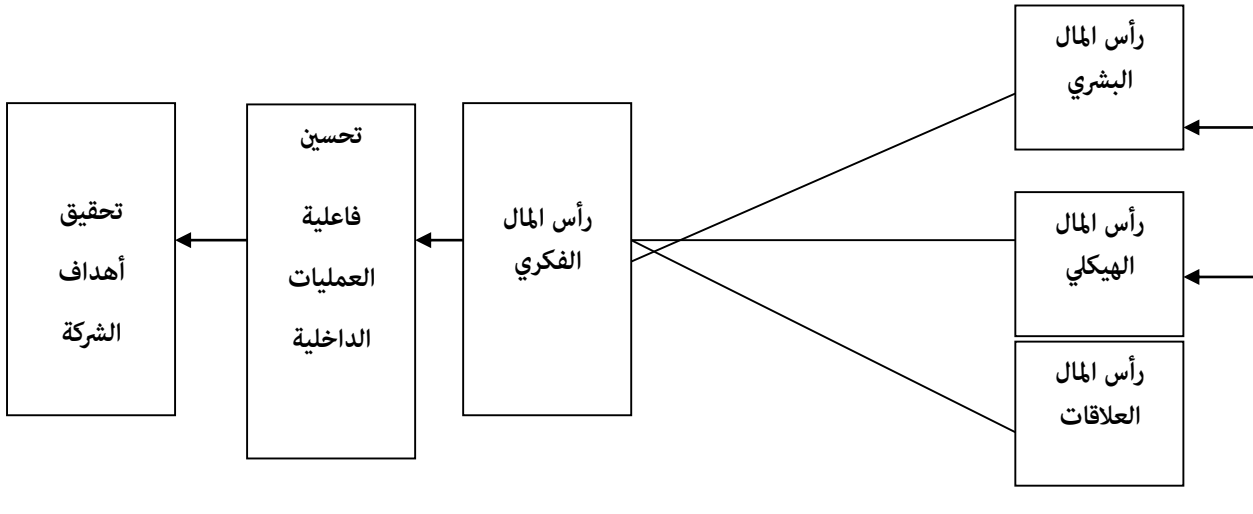 رأس المال
البشري
رأس المال
الهيكلي
رأس المال
العلاقات
رأس المال
الفكري
تحسين
فاعلية
العمليات
الداخلية
تحقيق
أهداف
الشركة